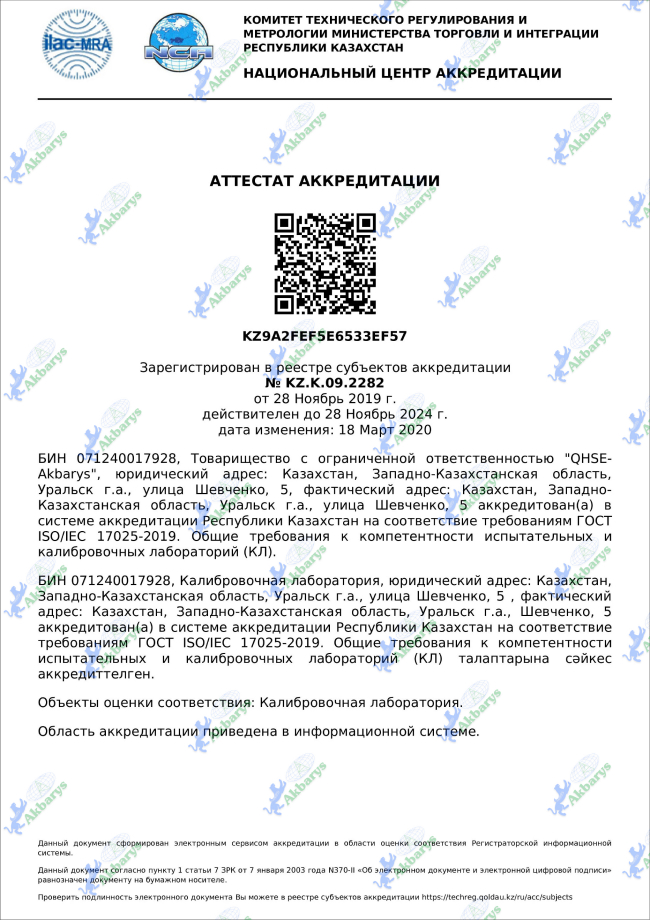 ilac-MRA
NCA
КОМИТЕТ ТЕХНИЧЕСКОГО РЕГУЛИРОВАНИЯ И
МЕТРОЛОГИИ МИНИСТЕРСТВА ТОРГОВЛИ И ИНТЕГРАЦИИ
РЕСПУБЛИКИ КАЗАХСТАН
НАЦИОНАЛЬНЫЙ ЦЕНТР АККРЕДИТАЦИИ
АТТЕСТАТ АККРЕДИТАЦИИ
KZ9A2FEF5E6533EF57
Зарегистрирован в реестре субъектов аккредитации
№ KZ.K.09.2282
от 28 Ноябрь 2019 г.
действителен до 28 Ноябрь 2024 г.
дата изменения: 18 Март 2020
БИН 071240017928, Товарищество с ограниченной ответственностью "QHSE-
Akbarys", юридический адрес: Казахстан, Западно-Казахстанская область,
Уральск г.а., улица Шевченко, 5, фактический адрес: Казахстан, Западно-
Казахстанская область, Уральск г.а., улица Шевченко, 5 аккредитован(а) в
системе аккредитации Республики Казахстан на соответствие требованиям ГОСТ
ISO/IEC 17025-2019. Общие требования к компетентности испытательных и
калибровочных лабораторий (КЛ).
БИН 071240017928, Калибровочная лаборатория, юридический адрес: Казахстан,
Западно-Казахстанская область, Уральск г.а., улица Шевченко, 5 , фактический
адрес: Казахстан, Западно-Казахстанская область, Уральск г.а., Шевченко, 5
аккредитован(а) в системе аккредитации Республики Казахстан на соответствие
требованиям ГОСТ ISO/IEC 17025-2019. Общие требования к компетентности
испытательных и калибровочных лабораторий (КЛ) талаптарына сәйкес
аккредиттелген.
Объекты оценки соответствия: Калибровочная лаборатория.
Область аккредитации приведена в информационной системе.
Данный документ сформирован электронным сервисом аккредитации в области оценки соответствия Регистраторской информационной
системы.
Данный документ согласно пункту 1 статьи 7 ЗРК от 7 января 2003 года N370-II «Об электронном документе и электронной цифровой подписи»
равнозначен документу на бумажном носителе.
Проверить подлинность электронного документа Вы можете в реестре субъектов аккредитации https://techreg.qoldau.kz/ru/acc/subjects
Akbarys